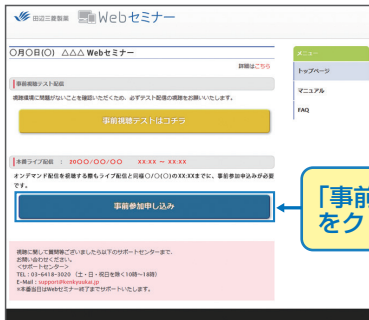 田辺三菱製薬 Webセミナー
〇月〇日(〇) △△△ Webセミナー
詳細はこちら
事前視聴テスト配信
視聴環境に問題がないことを確認いただくため、必ずテスト配信の視聴をお願いいたします。
事前視聴テストはコチラ
本番ライブ配信 : 20〇〇/〇〇/〇〇 XX:XX ~ XX:XX
オンデマンド配信を視聴する際もライブ配信と同様〇/〇(〇)のXX:XXまでに、事前参加申込みが必要
です。
事前参加申し込み
視聴に関して質問等ございましたら以下のサポートセンターまで、
お問い合わせください。
<サポートセンター>
TEL:03-6418-3020 (土・日・祝日を除く10時~18時)
E-Mail:support@kenkyuukai.jp
※本番当日はWebセミナー終了までサポートいたします。
メニュー
トップページ
マニュアル
FAQ
「事前
をク